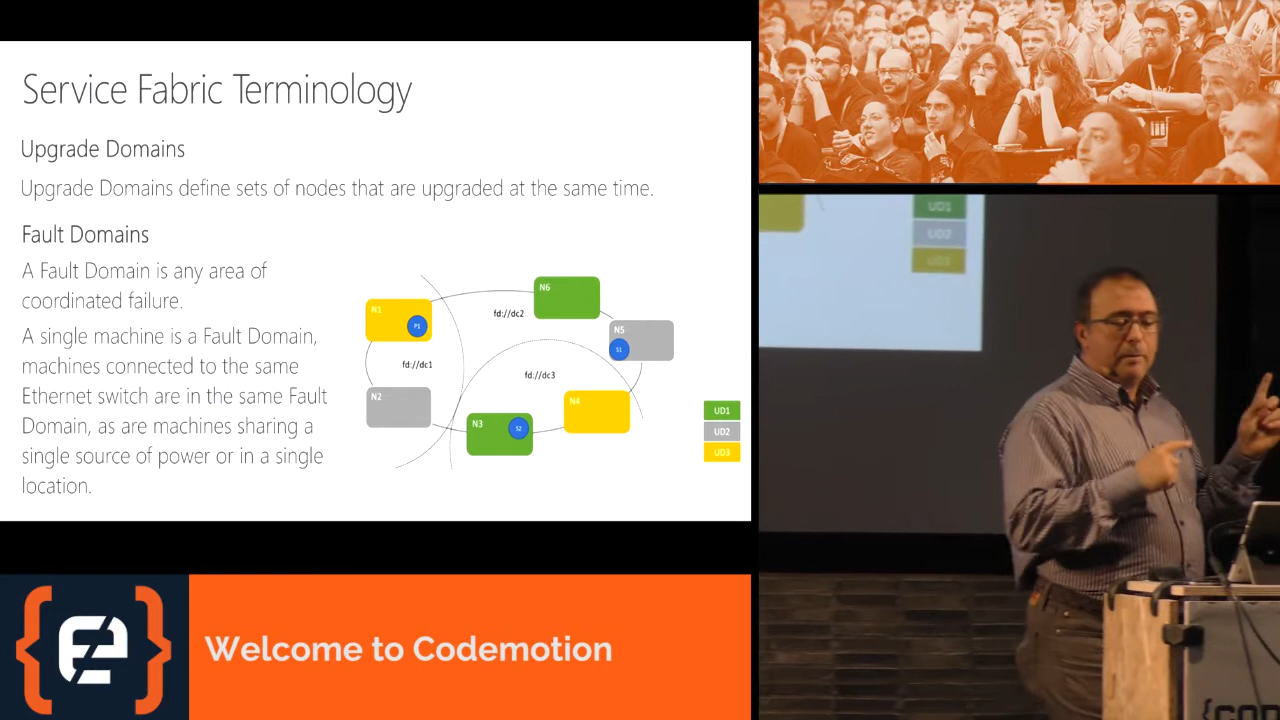 Service Fabric Terminology
Upgrade Domains
Upgrade Domains define sets of nodes that are upgraded at the same time.
Fault Domains
A Fault Domain is any area of
coordinated failure.
A single machine is a Fault Domain,
machines connected to the same
Ethernet switch are in the same Fault
Domain, as are machines sharing a
single source of power or in a single
location.
N1
P1
fd://dc1
N2
N6
fd://dc2
N5
S1
fd://dc3
N4
N3
S2
UD1
UD2
UD3
UD1
UD2
UD3
Welcome to Codemotion